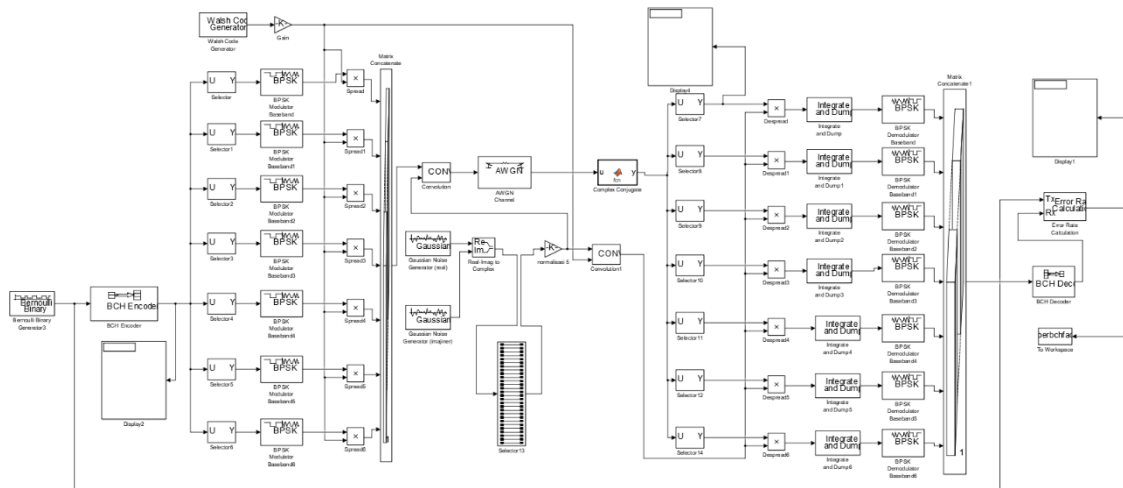 Walsh Cod
Generator
Walsh Code
Generator
-K-
Gain
Matrix
Concatenate
U Y
Selector
BPSK
BPSK
Modulator
Baseband
×
Spread
U Y
Selector1
BPSK
BPSK
Modulator
Baseband1
×
Spread1
U Y
Selector2
BPSK
BPSK
Modulator
Baseband2
×
Spread2
U Y
Selector3
BPSK
BPSK
Modulator
Baseband3
×
Spread3
Bernoulli
Binary
Bernoulli Binary
Generator3
BCH Encoder
BCH Encoder
Display2
U Y
Selector4
BPSK
BPSK
Modulator
Baseband4
×
Spread4
U Y
Selector5
BPSK
BPSK
Modulator
Baseband5
×
Spread5
U Y
Selector6
BPSK
BPSK
Modulator
Baseband6
×
Spread6
CONV
Convolution
AWGN
AWGN
Channel
u fcn y
Complex Conjugate
Gaussian
Gaussian Noise
Generator (real)
Re
Im
Real-Imag to
Complex
-K-
normalisasi 5
CONV
Convolution1
Gaussian
Gaussian Noise
Generator (imajiner)
Selector13
Display4
U Y
Selector7
×
Despread
Integrate
and Dump
Integrate
and Dump
BPSK
BPSK
Demodulator
Baseband
U Y
Selector8
×
Despread1
Integrate
and Dump
Integrate
and Dump1
BPSK
BPSK
Demodulator
Baseband1
U Y
Selector9
×
Despread2
Integrate
and Dump
Integrate
and Dump2
BPSK
BPSK
Demodulator
Baseband2
U Y
Selector10
×
Despread3
Integrate
and Dump
Integrate
and Dump3
BPSK
BPSK
Demodulator
Baseband3
U Y
Selector11
×
Despread4
Integrate
and Dump
Integrate
and Dump4
BPSK
BPSK
Demodulator
Baseband4
U Y
Selector12
×
Despread5
Integrate
and Dump
Integrate
and Dump5
BPSK
BPSK
Demodulator
Baseband5
U Y
Selector14
×
Despread6
Integrate
and Dump
Integrate
and Dump6
BPSK
BPSK
Demodulator
Baseband6
Matrix
Concatenate1
1
Display1
Tx
Rx
Error Ra
Calculatio
Error Rate
Calculation
BCH Deco
BCH Decoder
berbchfad
To Workspace